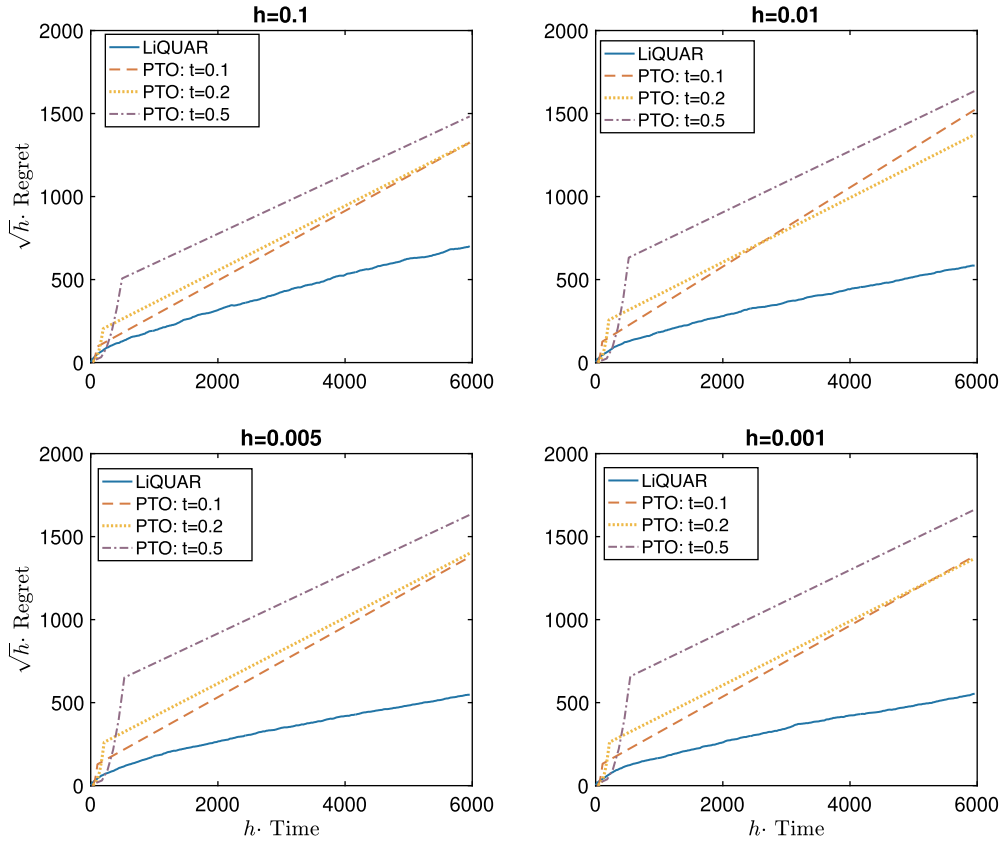 h=0.1
2000
1500
1000
500
0
√h· Regret
LiQUAR
PTO: t=0.1
PTO: t=0.2
PTO: t=0.5
0 2000 4000 6000
h=0.01
2000
1500
1000
500
0
LiQUAR
PTO: t=0.1
PTO: t=0.2
PTO: t=0.5
0 2000 4000 6000
h=0.005
2000
1500
1000
500
0
√h· Regret
LiQUAR
PTO: t=0.1
PTO: t=0.2
PTO: t=0.5
0 2000 4000 6000
h· Time
h=0.001
2000
1500
1000
500
0
LiQUAR
PTO: t=0.1
PTO: t=0.2
PTO: t=0.5
0 2000 4000 6000
h· Time